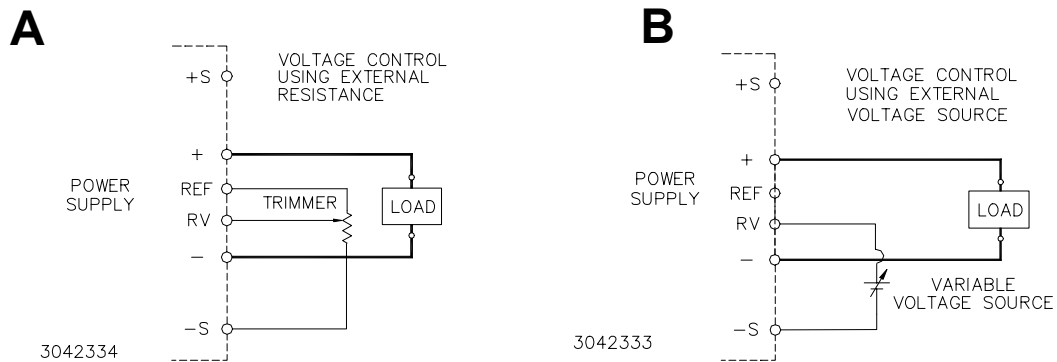 A
VOLTAGE CONTROL
USING EXTERNAL
RESISTANCE
+S
+
REF
RV
-
-S
POWER
SUPPLY
TRIMMER
LOAD
3042334
B
VOLTAGE CONTROL
USING EXTERNAL
VOLTAGE SOURCE
+S
+
REF
RV
-
-S
POWER
SUPPLY
LOAD
VARIABLE
VOLTAGE SOURCE
3042333